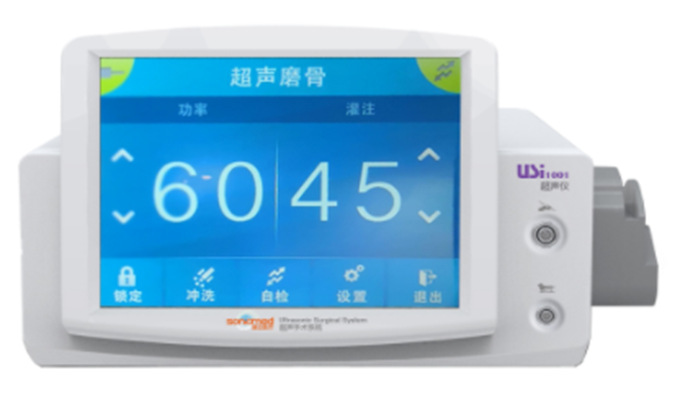 超声磨骨
功率 灌注
60 45
锁定 冲洗 自检 设置 退出
USi1001
超声仪
sonicmed
Ultrasonic Surgical System
超声手术系统